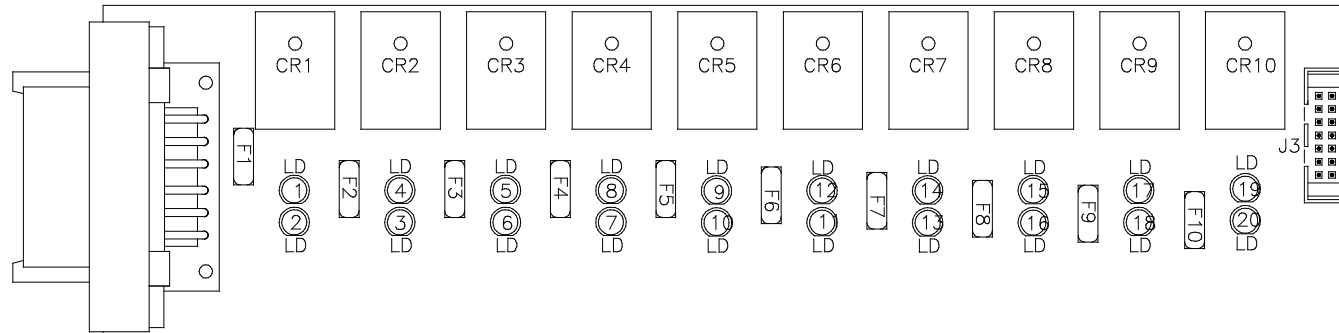 CR1 CR2 CR3 CR4 CR5 CR6 CR7 CR8 CR9 CR10
J3
F1 F2 F3 F4 F5 F6 F7 F8 F9 F10
LD LD LD LD LD LD LD LD LD LD
1 4 5 8 9 12 14 15 17 19
2 3 6 7 10 11 13 16 18 20
LD LD LD LD LD LD LD LD LD LD